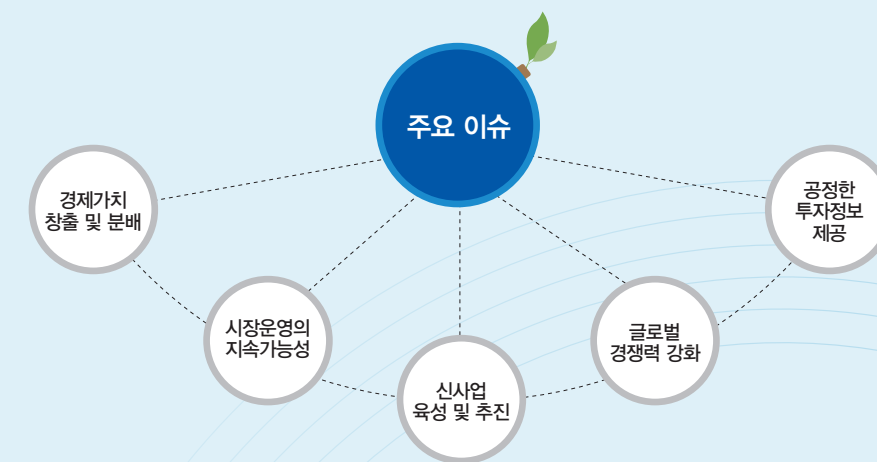 주요 이슈
경제가치
창출 및 분배
시장운영의
지속가능성
신사업
육성 및 추진
글로벌
경쟁력 강화
공정한
투자정보
제공